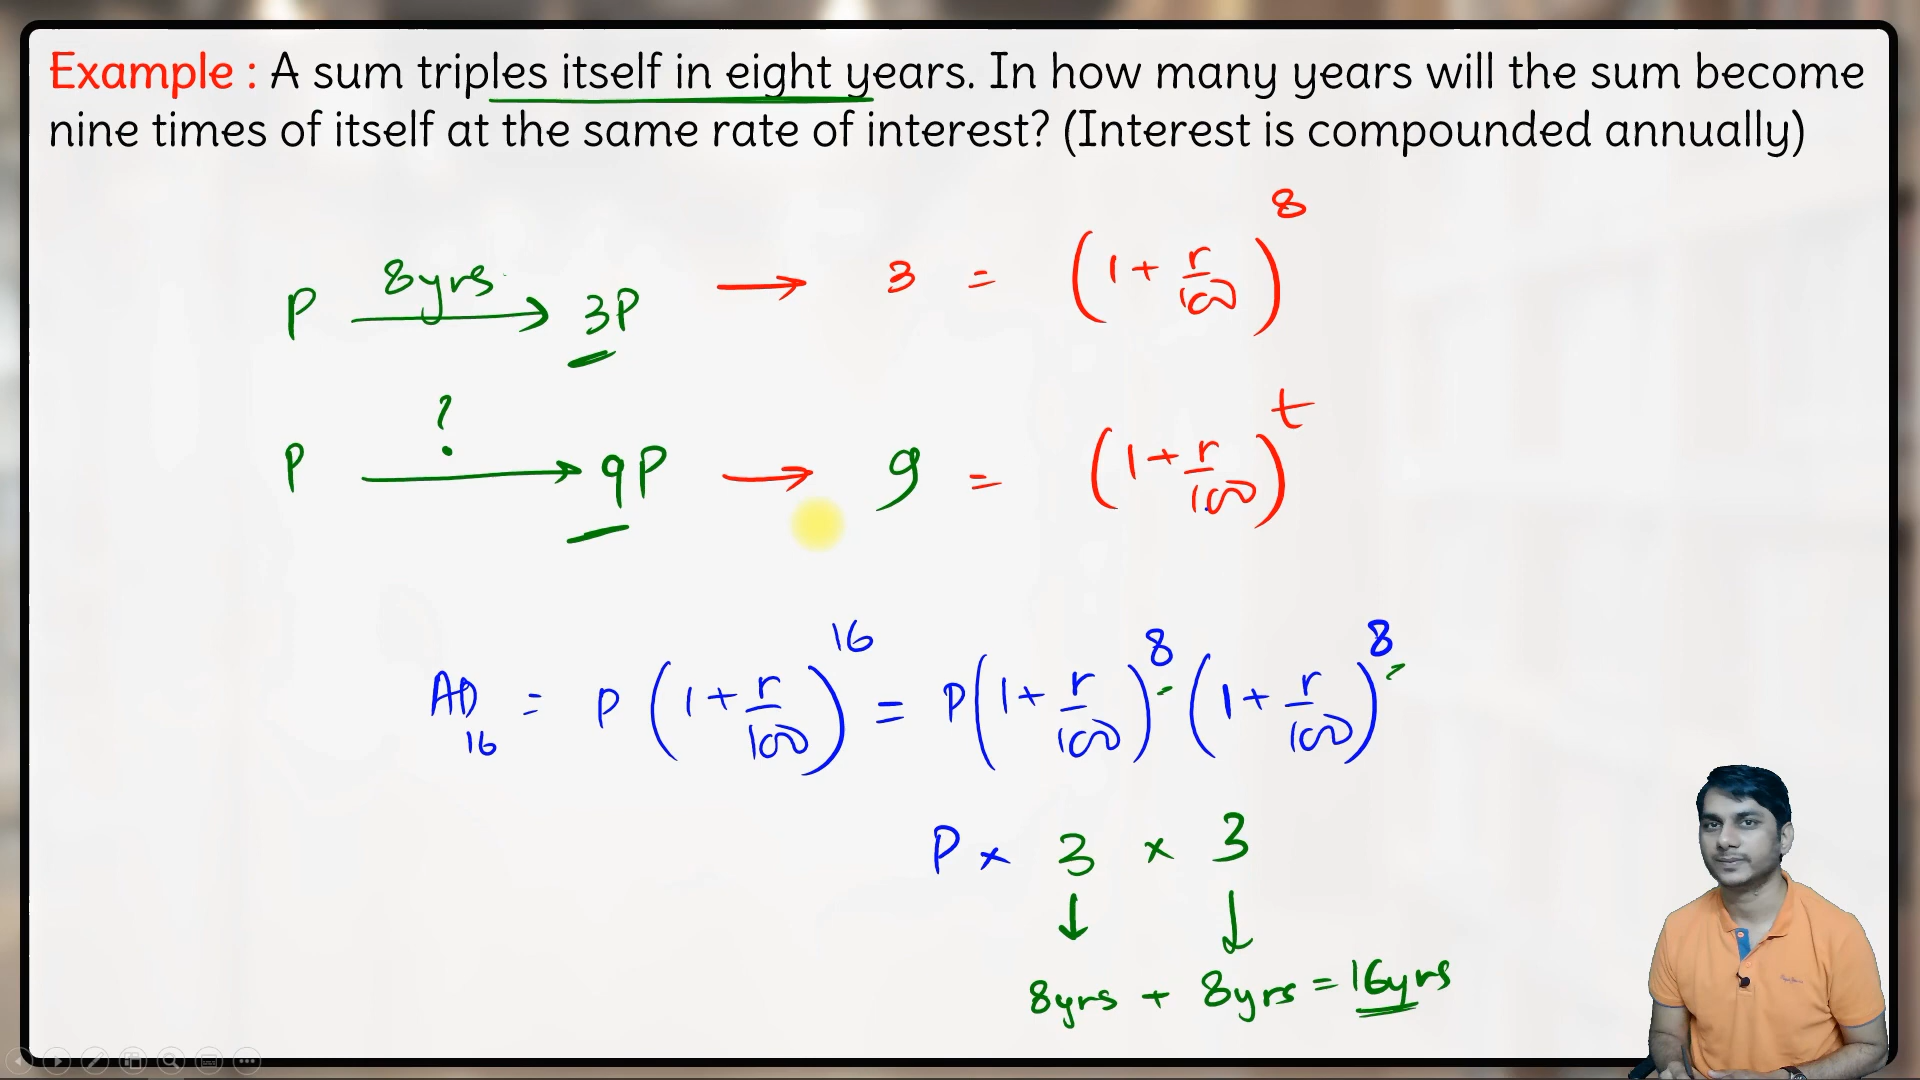 Example : A sum triples itself in eight years. In how many years will the sum become
nine times of itself at the same rate of interest? (Interest is compounded annually)
P 8yrs → 3P → 3 = (1 + r/100)^8
P ? → 9P → 9 = (1 + r/100)^t
16 = P (1 + r/100)^16 = P (1 + r/100)^8 (1 + r/100)^8
P × 3 × 3
↓ ↓
8yrs + 8yrs = 16yrs